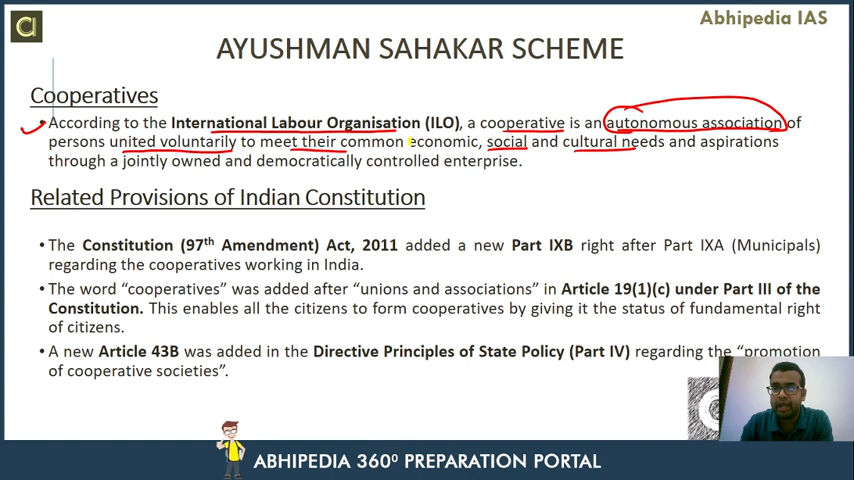 Abhipedia IAS
AYUSHMAN SAHAKAR SCHEME
Cooperatives
• According to the International Labour Organisation (ILO), a cooperative is an autonomous association of
persons united voluntarily to meet their common economic, social and cultural needs and aspirations
through a jointly owned and democratically controlled enterprise.
Related Provisions of Indian Constitution
• The Constitution (97th Amendment) Act, 2011 added a new Part IXB right after Part IXA (Municipals)
regarding the cooperatives working in India.
• The word “cooperatives” was added after “unions and associations” in Article 19(1)(c) under Part III of the
Constitution. This enables all the citizens to form cooperatives by giving it the status of fundamental right
of citizens.
• A new Article 43B was added in the Directive Principles of State Policy (Part IV) regarding the “promotion
of cooperative societies”.
ABHIPEDIA 360⁰ PREPARATION PORTAL